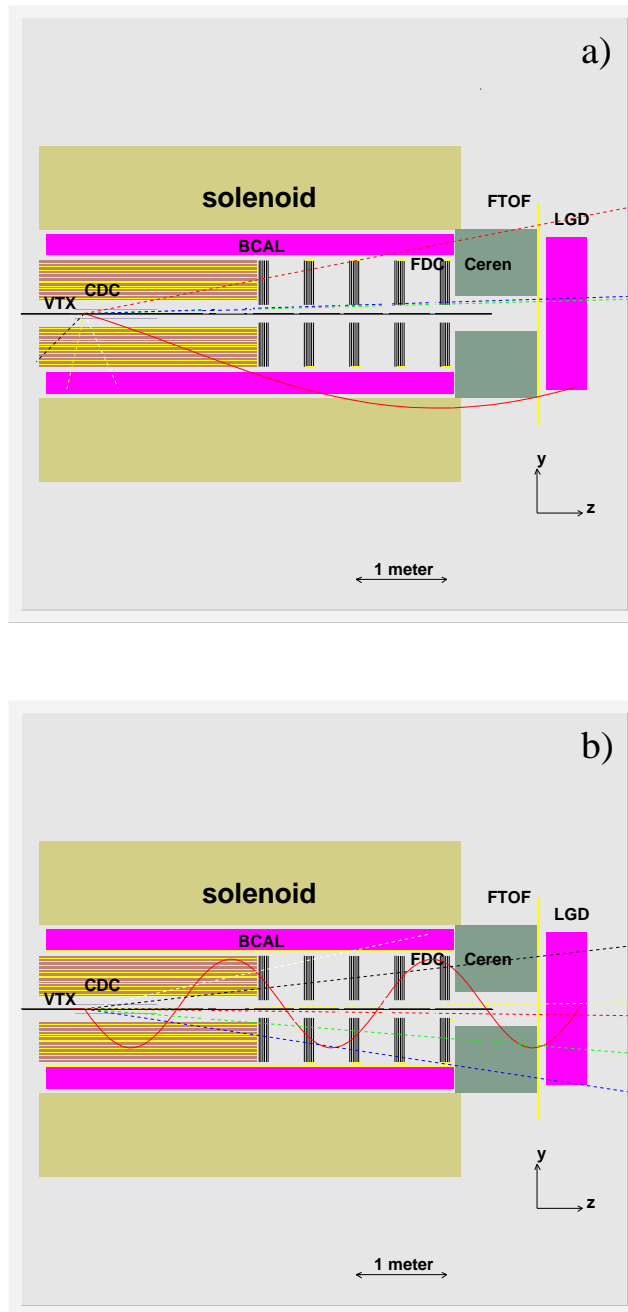 a)
solenoid
FTOF
LGD
BCAL
FDC
Ceren
CDC
VTX
y
z
1 meter
b)
solenoid
FTOF
LGD
BCAL
FDC
Ceren
CDC
VTX
y
z
1 meter